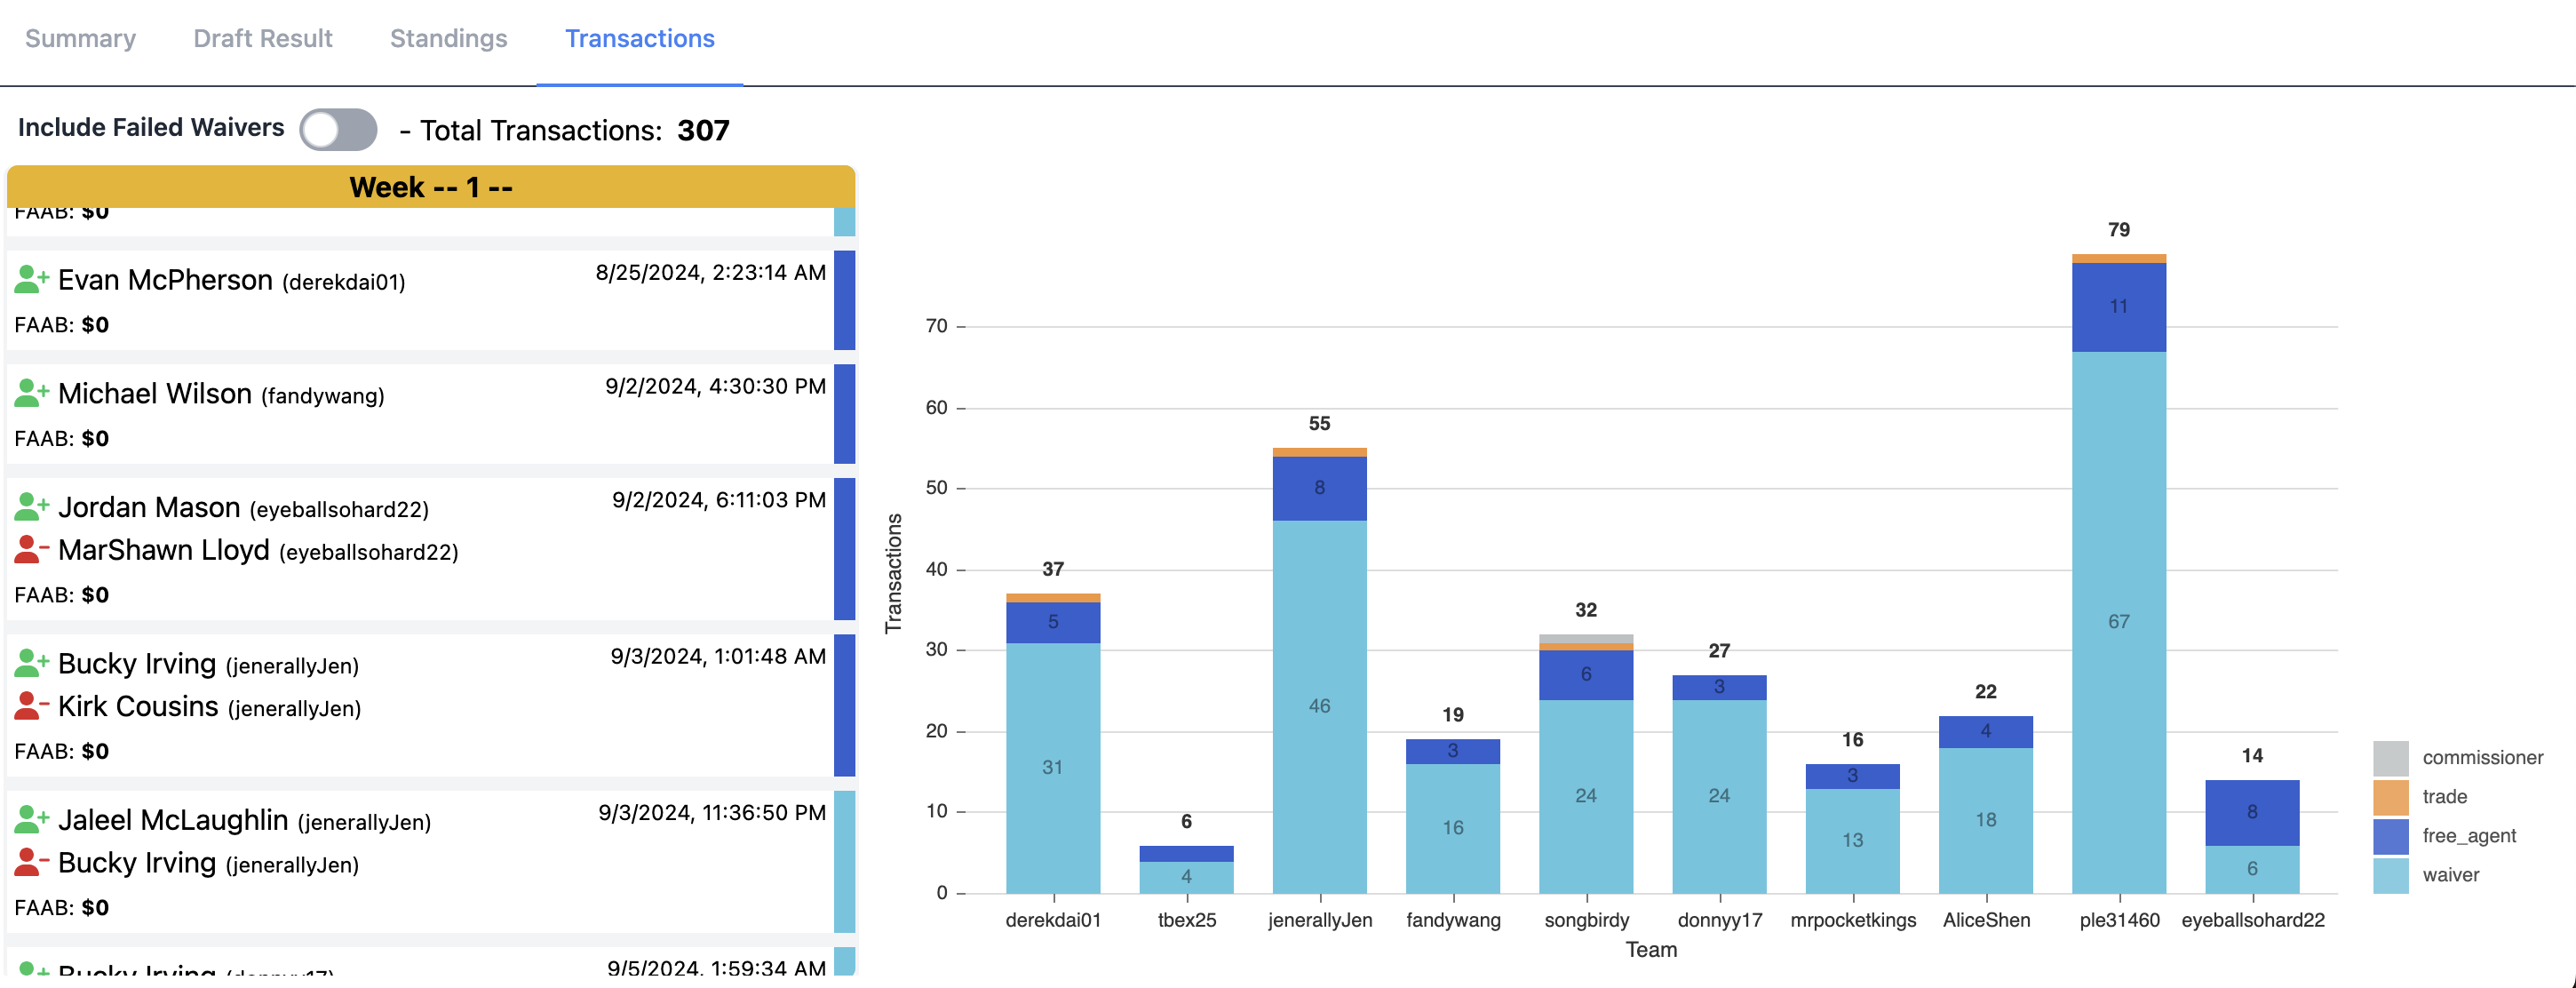 Summary Draft Result Standings Transactions
Include Failed Waivers - Total Transactions: 307
Week -- 1 --
FAAB: $0
Evan McPherson (derekdai01) 8/25/2024, 2:23:14 AM
FAAB: $0
Michael Wilson (fandywang) 9/2/2024, 4:30:30 PM
FAAB: $0
Jordan Mason (eyeballsohard22) 9/2/2024, 6:11:03 PM
MarShawn Lloyd (eyeballsohard22)
FAAB: $0
Bucky Irving (jenerallyJen) 9/3/2024, 1:01:48 AM
Kirk Cousins (jenerallyJen)
FAAB: $0
Jaleel McLaughlin (jenerallyJen) 9/3/2024, 11:36:50 PM
Bucky Irving (jenerallyJen)
FAAB: $0
Bucky Irving (donnyy17) 9/5/2024, 1:59:34 AM
Transactions
70
60
50
40
30
20
10
0
37
5
31
6
4
55
8
46
19
3
16
32
6
24
27
3
24
16
3
13
22
4
18
79
11
67
14
8
6
derekdai01 tbex25 jenerallyJen fandywang songbirdy donnyy17 mrpocketkings AliceShen ple31460 eyeballsohard22
Team
commissioner
trade
free_agent
waiver